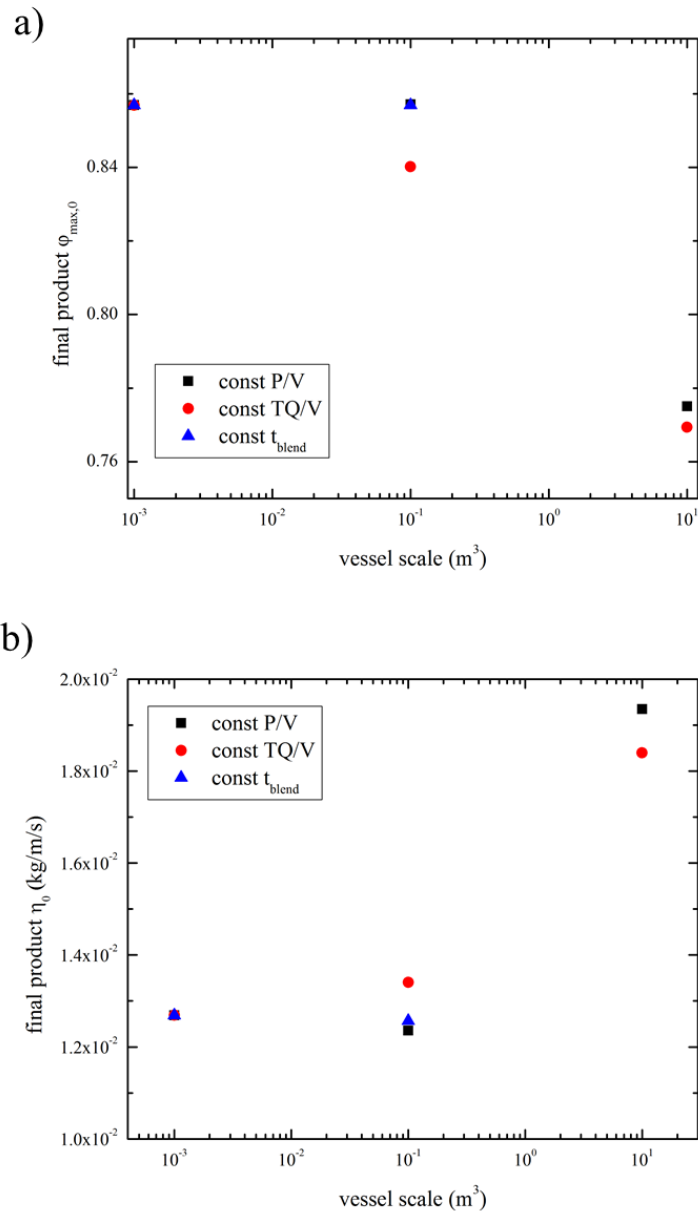 a)
final product φmax,0
0.84
0.80
0.76
const P/V
const TQ/V
const tblend
10⁻³
10⁻²
10⁻¹
10⁰
10¹
vessel scale (m³)
b)
final product η₀ (kg/m/s)
2.0x10⁻²
1.8x10⁻²
1.6x10⁻²
1.4x10⁻²
1.2x10⁻²
1.0x10⁻²
const P/V
const TQ/V
const tblend
10⁻³
10⁻²
10⁻¹
10⁰
10¹
vessel scale (m³)